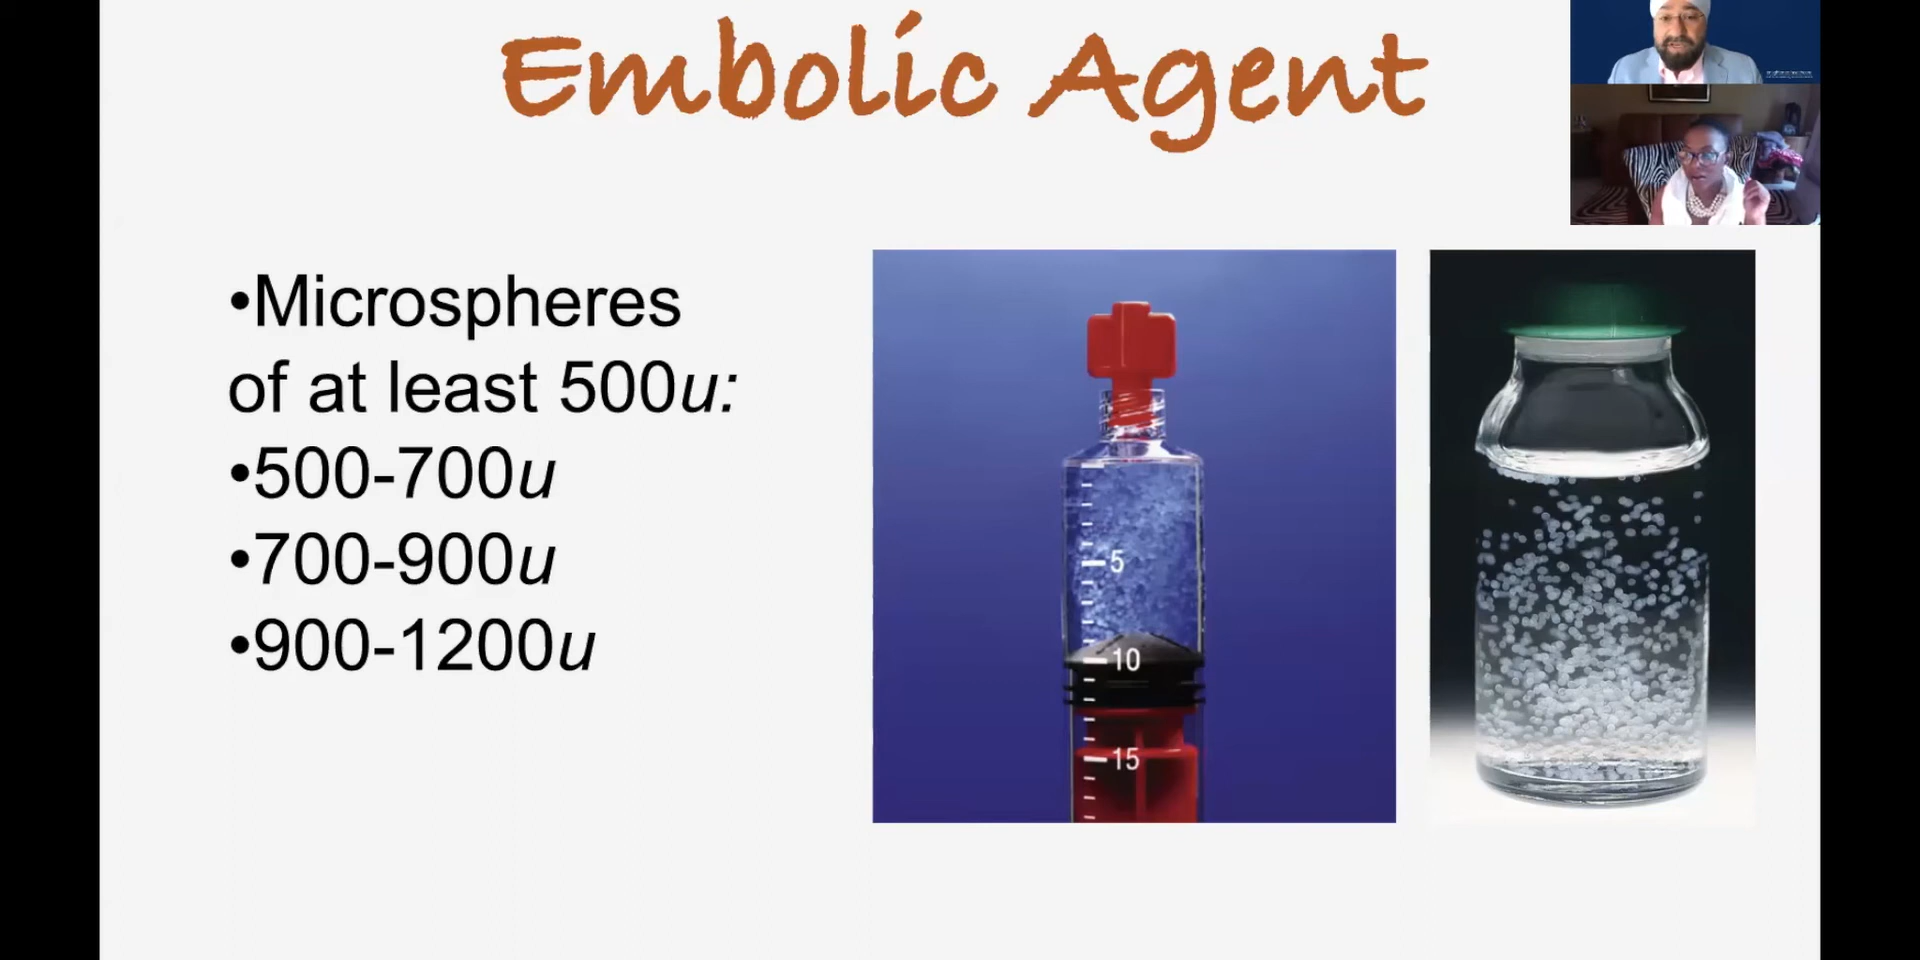 Embolic Agent
•Microspheres
of at least 500u:
•500-700u
•700-900u
•900-1200u
5
10
15